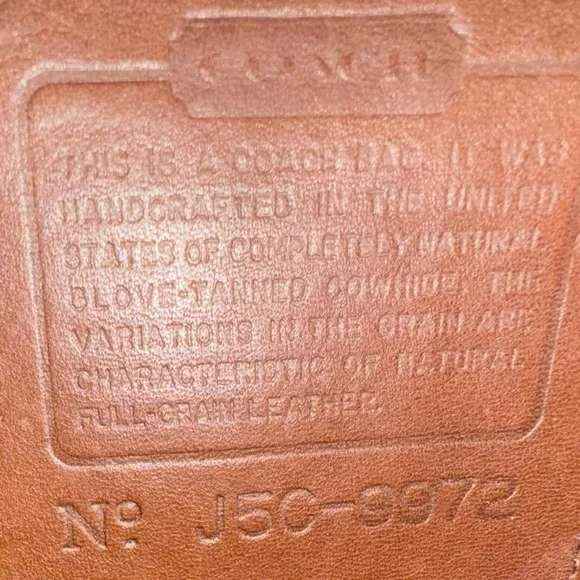 COACH
THIS IS A COACH BAG. IT WAS
HANDCRAFTED IN THE UNITED
STATES OF COMPLETELY NATURAL
GLOVE-TANNED COWHIDE. THE
VARIATIONS IN THE GRAIN ARE
CHARACTERISTIC OF NATURAL
FULL-GRAIN LEATHER.
Nº J5C-9972